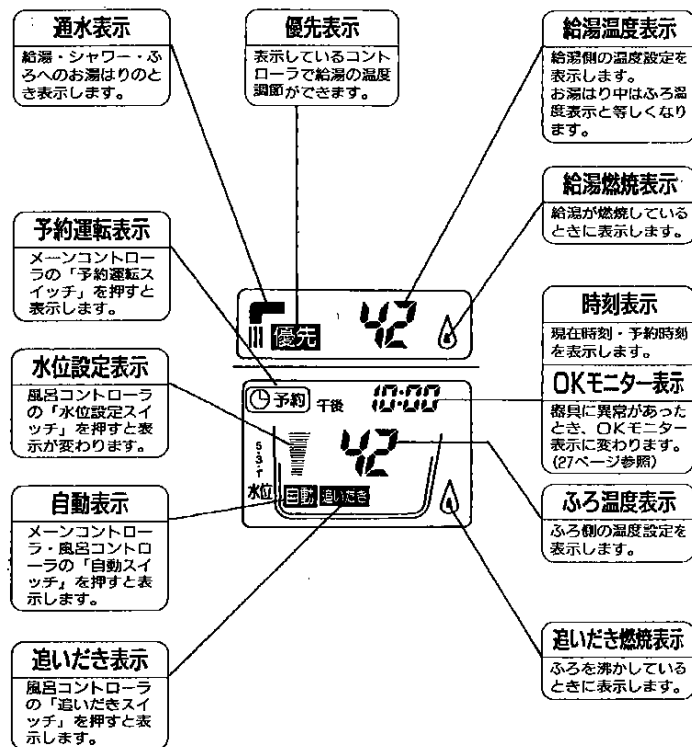 通水表示
給湯・シャワー・ふ
ろへのお湯はりのと
き表示します。
優先表示
表示しているコント
ローラで給湯の温度
調節ができます。
給湯温度表示
給湯側の温度設定を
表示します。
お湯はり中はふろ温
度表示と等しくなり
ます。
給湯燃焼表示
給湯が燃焼している
ときに表示します。
予約運転表示
メーンコントロー
ラの「予約運転ス
イッチ」を押すと
表示します。
優先 42
時刻表示
現在時刻・予約時刻
を表示します。
OKモニター表示
器具に異常があった
とき、OKモニター
表示に変わります。
(27ページ参照)
水位設定表示
風呂コントローラ
の「水位設定スイ
ッチ」を押すと表
示が変わります。
予約 午後 10:00
5・3・1 42
水位 自動 追いだき
自動表示
メーンコントロー
ラ・風呂コントロ
ーラの「自動スイ
ッチ」を押すと表
示します。
ふろ温度表示
ふろ側の温度設定を
表示します。
追いだき表示
風呂コントローラ
の「追いだきスイ
ッチ」を押すと表
示します。
追いだき燃焼表示
ふろを沸かしている
ときに表示します。